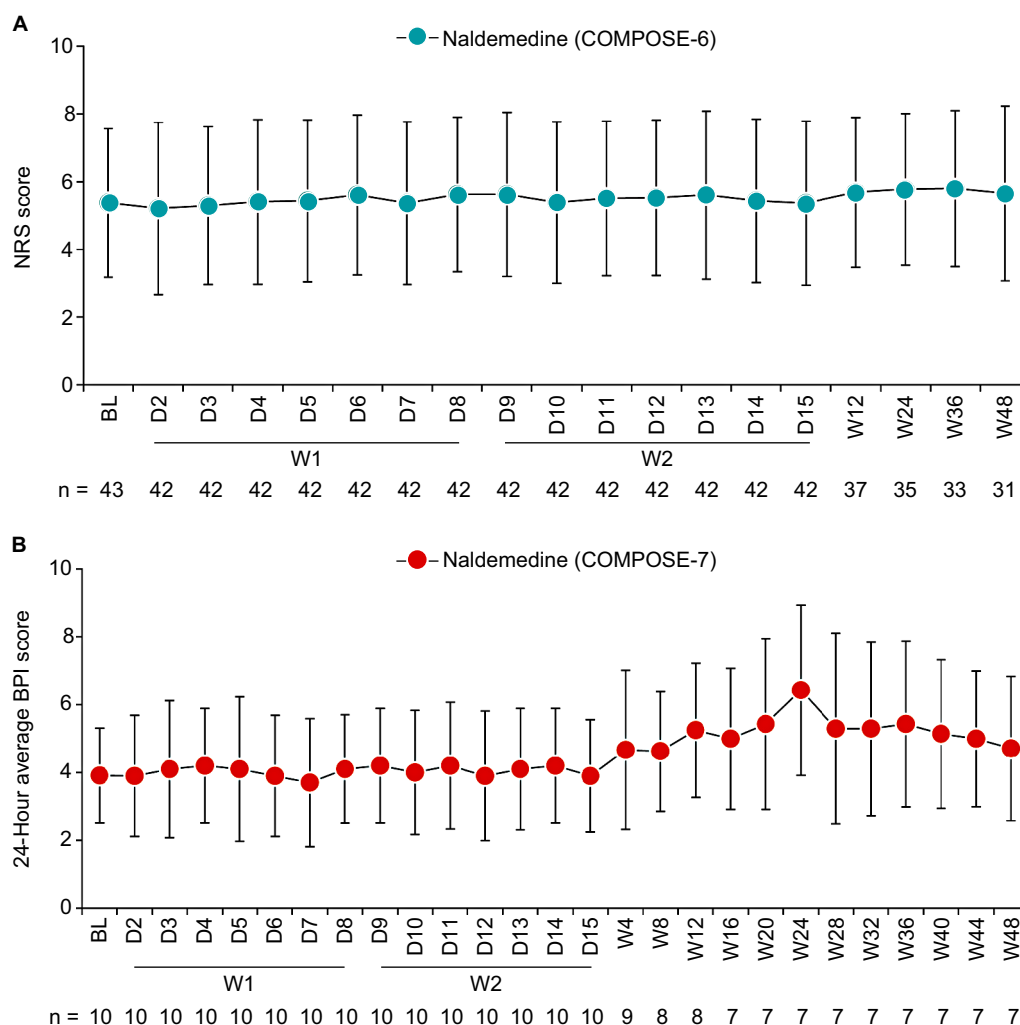 A
Naldemedine (COMPOSE-6)
10
8
6
4
2
0
NRS score
BL D2 D3 D4 D5 D6 D7 D8 D9 D10 D11 D12 D13 D14 D15 W12 W24 W36 W48
W1 W2
n = 43 42 42 42 42 42 42 42 42 42 42 42 42 42 42 37 35 33 31
B
Naldemedine (COMPOSE-7)
10
8
6
4
2
0
24-Hour average BPI score
BL D2 D3 D4 D5 D6 D7 D8 D9 D10 D11 D12 D13 D14 D15 W4 W8 W12 W16 W20 W24 W28 W32 W36 W40 W44 W48
W1 W2
n = 10 10 10 10 10 10 10 10 10 10 10 10 10 10 10 9 8 8 7 7 7 7 7 7 7 7 7